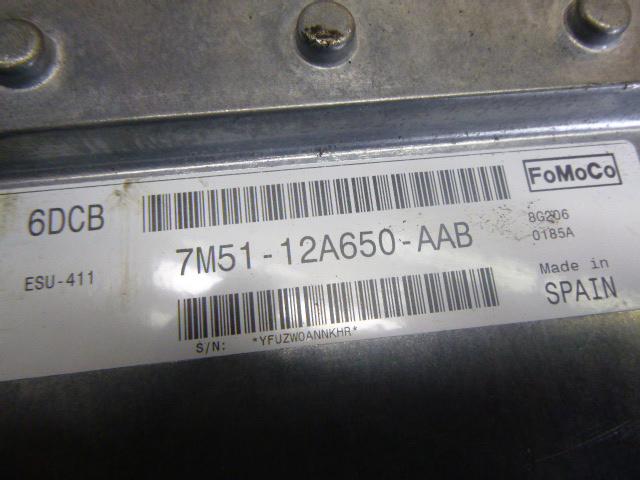 FoMoCo
6DCB
8G206
0185A
7M51-12A650-AAB
ESU-411
Made in
SPAIN
S/N: *YFUZW0ANNKHR*